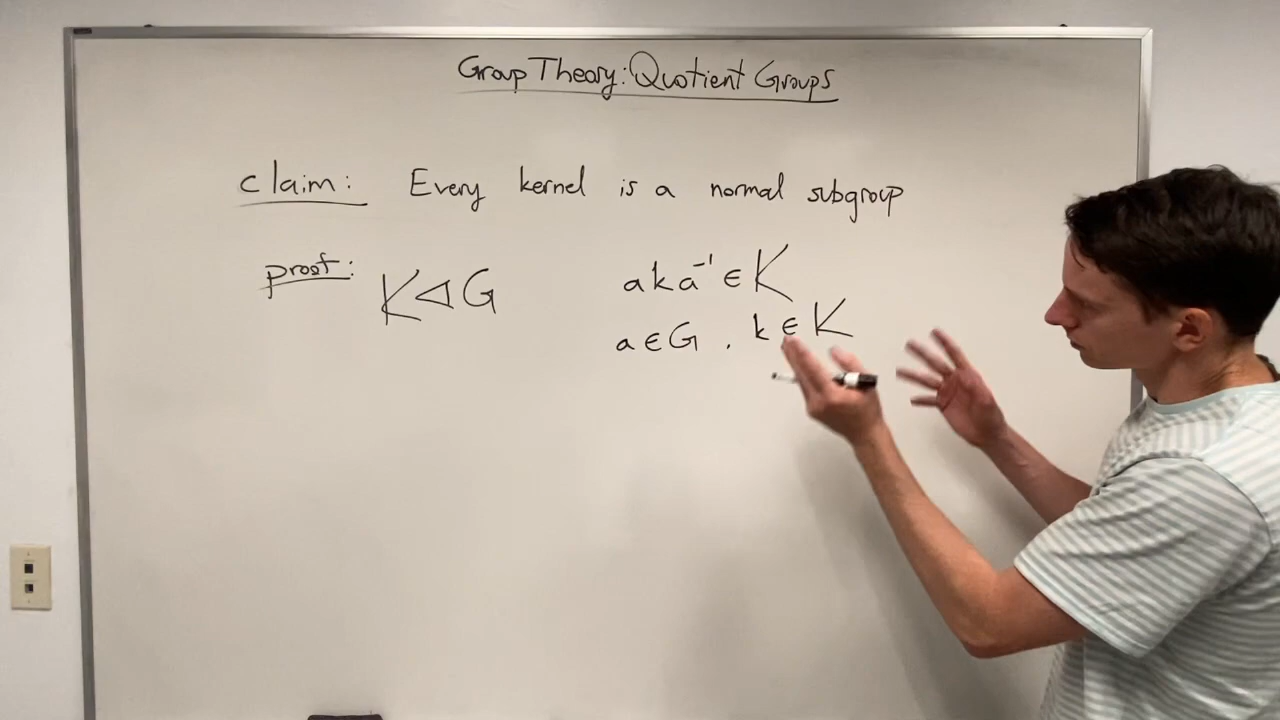 Group Theory: Quotient Groups
claim: Every kernel is a normal subgroup
proof: K ⊲ G
aka⁻¹ ∈ K
a ∈ G , k ∈ K